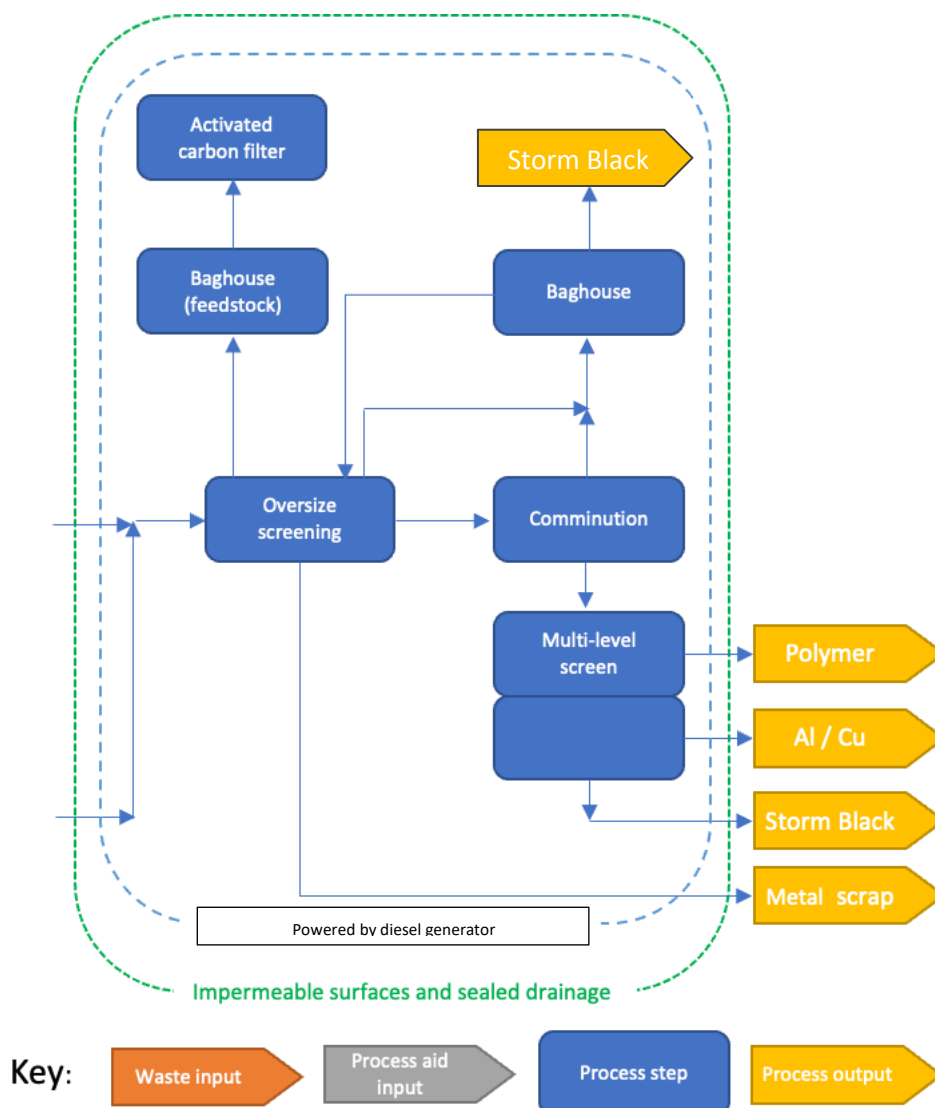 Activated
carbon filter
Storm Black
Baghouse
(feedstock)
Baghouse
Oversize
screening
Comminution
Multi-level
screen
Polymer
Al / Cu
Storm Black
Metal scrap
Powered by diesel generator
Impermeable surfaces and sealed drainage
Key:
Waste input
Process aid
input
Process step
Process output